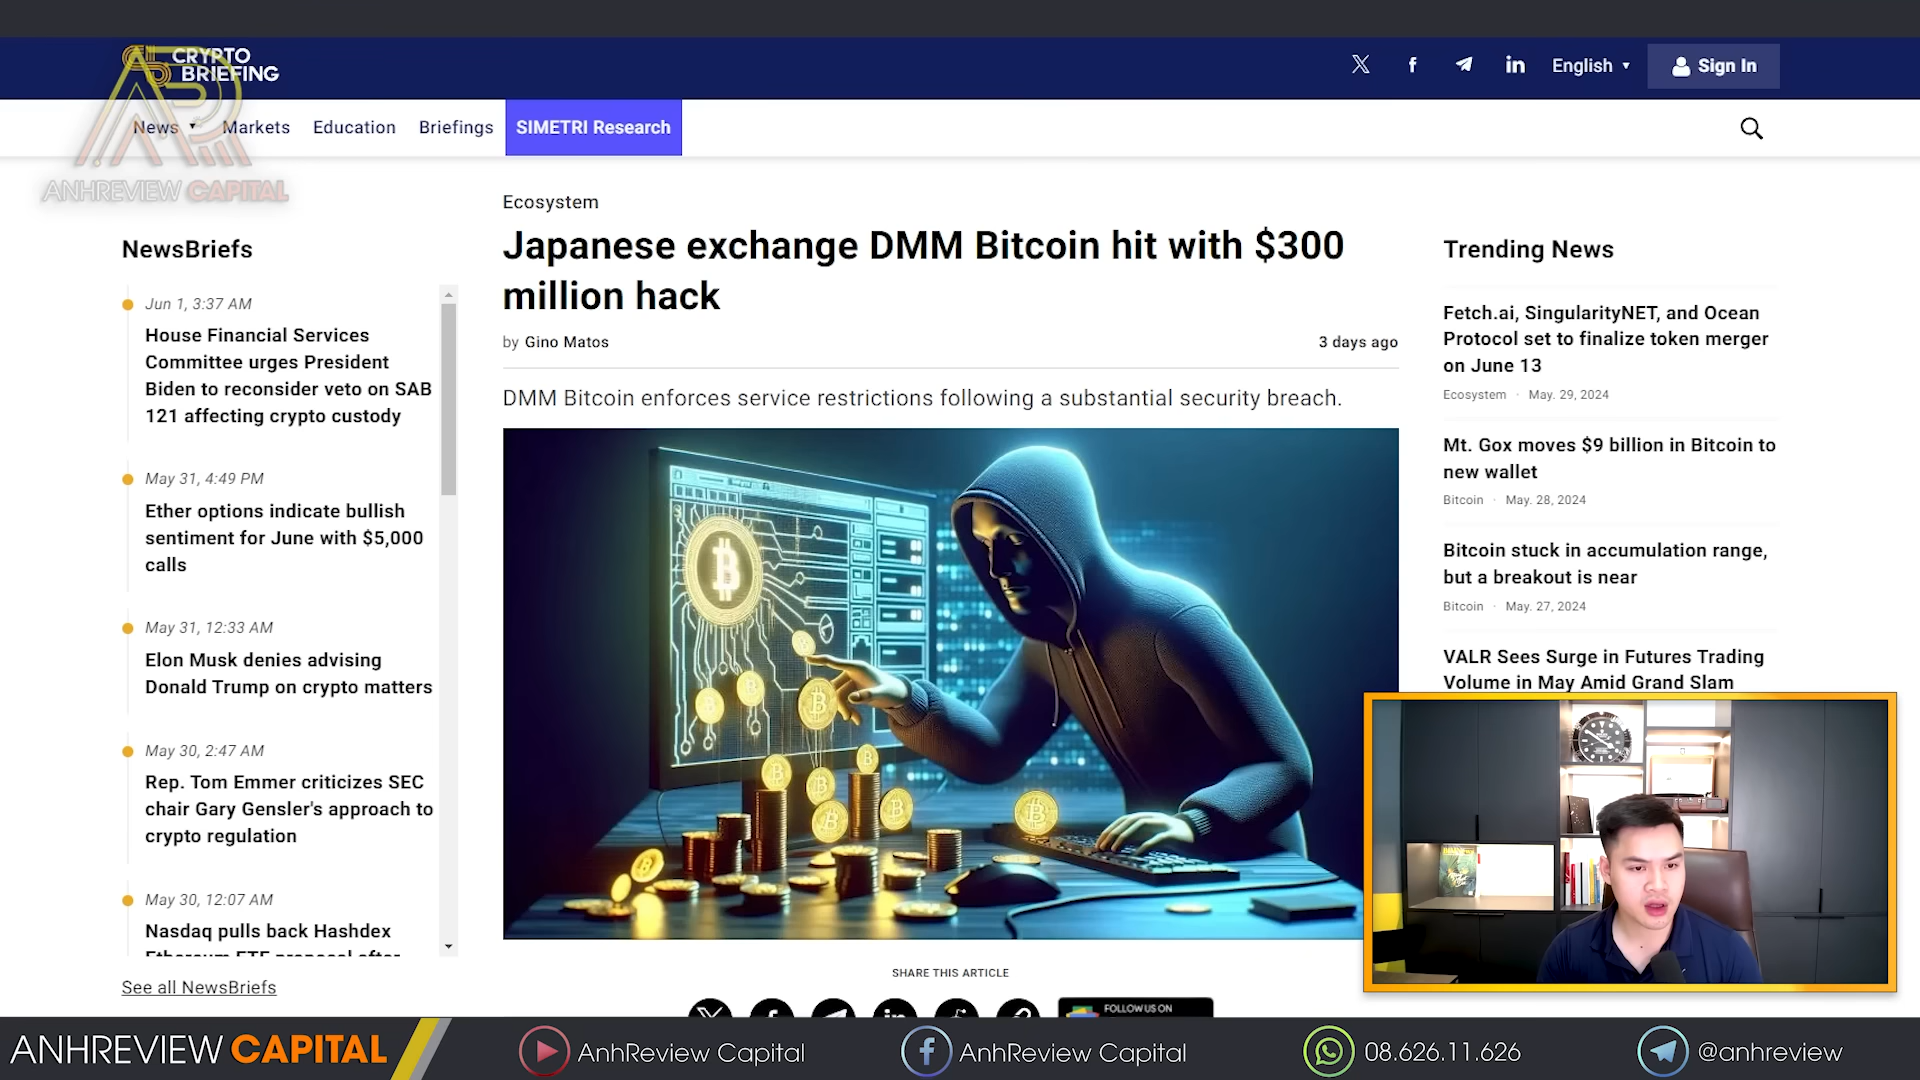 CRYPTO
BRIEFING
English
Sign In
News
Markets
Education
Briefings
SIMETRI Research
ANHREVIEW CAPITAL
NewsBriefs
Jun 1, 3:37 AM
House Financial Services
Committee urges President
Biden to reconsider veto on SAB
121 affecting crypto custody
May 31, 4:49 PM
Ether options indicate bullish
sentiment for June with $5,000
calls
May 31, 12:33 AM
Elon Musk denies advising
Donald Trump on crypto matters
May 30, 2:47 AM
Rep. Tom Emmer criticizes SEC
chair Gary Gensler's approach to
crypto regulation
May 30, 12:07 AM
Nasdaq pulls back Hashdex
Ethereum ETF proposal after
See all NewsBriefs
Ecosystem
Japanese exchange DMM Bitcoin hit with $300
million hack
by Gino Matos
3 days ago
DMM Bitcoin enforces service restrictions following a substantial security breach.
SHARE THIS ARTICLE
FOLLOW US ON
Trending News
Fetch.ai, SingularityNET, and Ocean
Protocol set to finalize token merger
on June 13
Ecosystem · May. 29, 2024
Mt. Gox moves $9 billion in Bitcoin to
new wallet
Bitcoin · May. 28, 2024
Bitcoin stuck in accumulation range,
but a breakout is near
Bitcoin · May. 27, 2024
VALR Sees Surge in Futures Trading
Volume in May Amid Grand Slam
ANHREVIEW CAPITAL
AnhReview Capital
AnhReview Capital
08.626.11.626
@anhreview